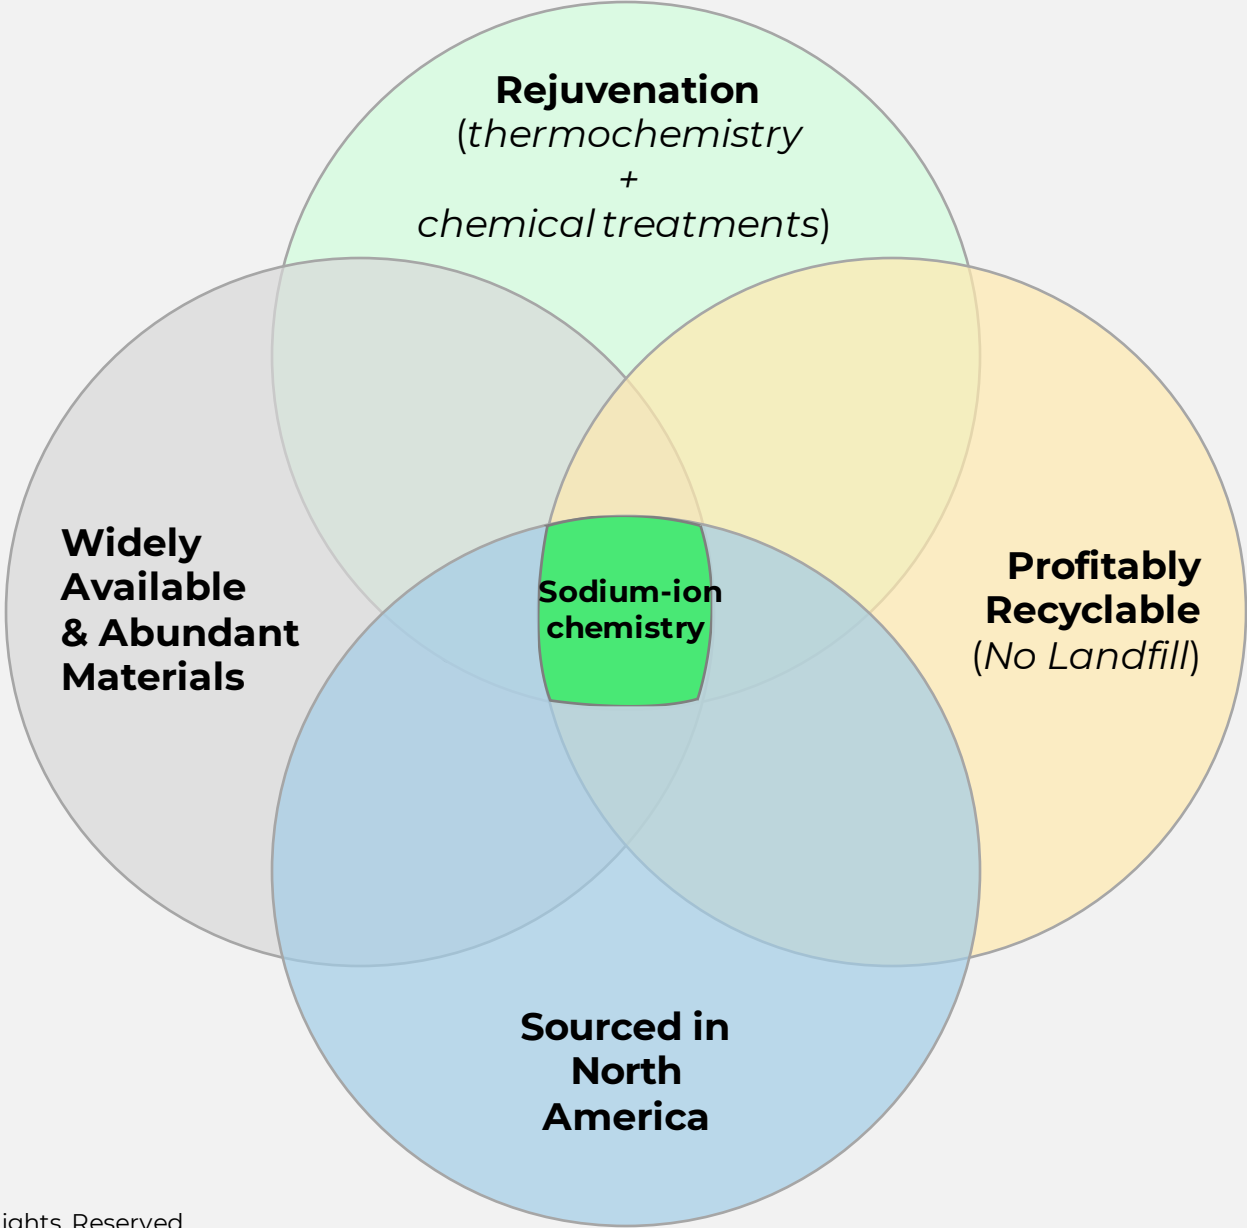 Rejuvenation
(thermochemistry
+
chemical treatments)
Widely
Available
& Abundant
Materials
Sodium-ion
chemistry
Profitably
Recyclable
(No Landfill)
Sourced in
North
America
Reserved